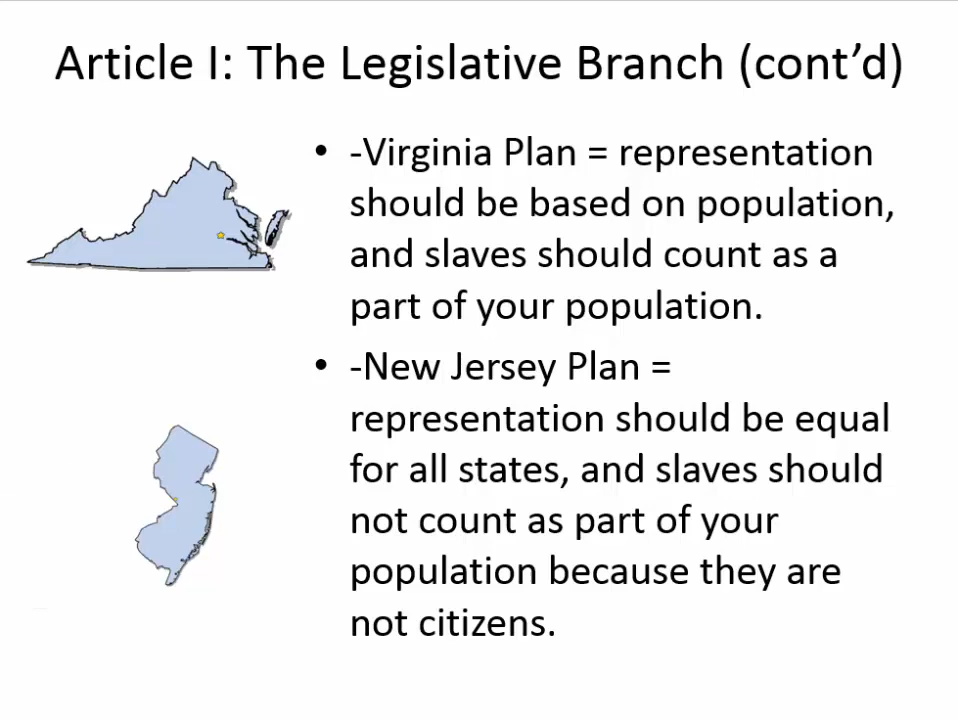 Article I: The Legislative Branch (cont’d)
• -Virginia Plan = representation
should be based on population,
and slaves should count as a
part of your population.
• -New Jersey Plan =
representation should be equal
for all states, and slaves should
not count as part of your
population because they are
not citizens.